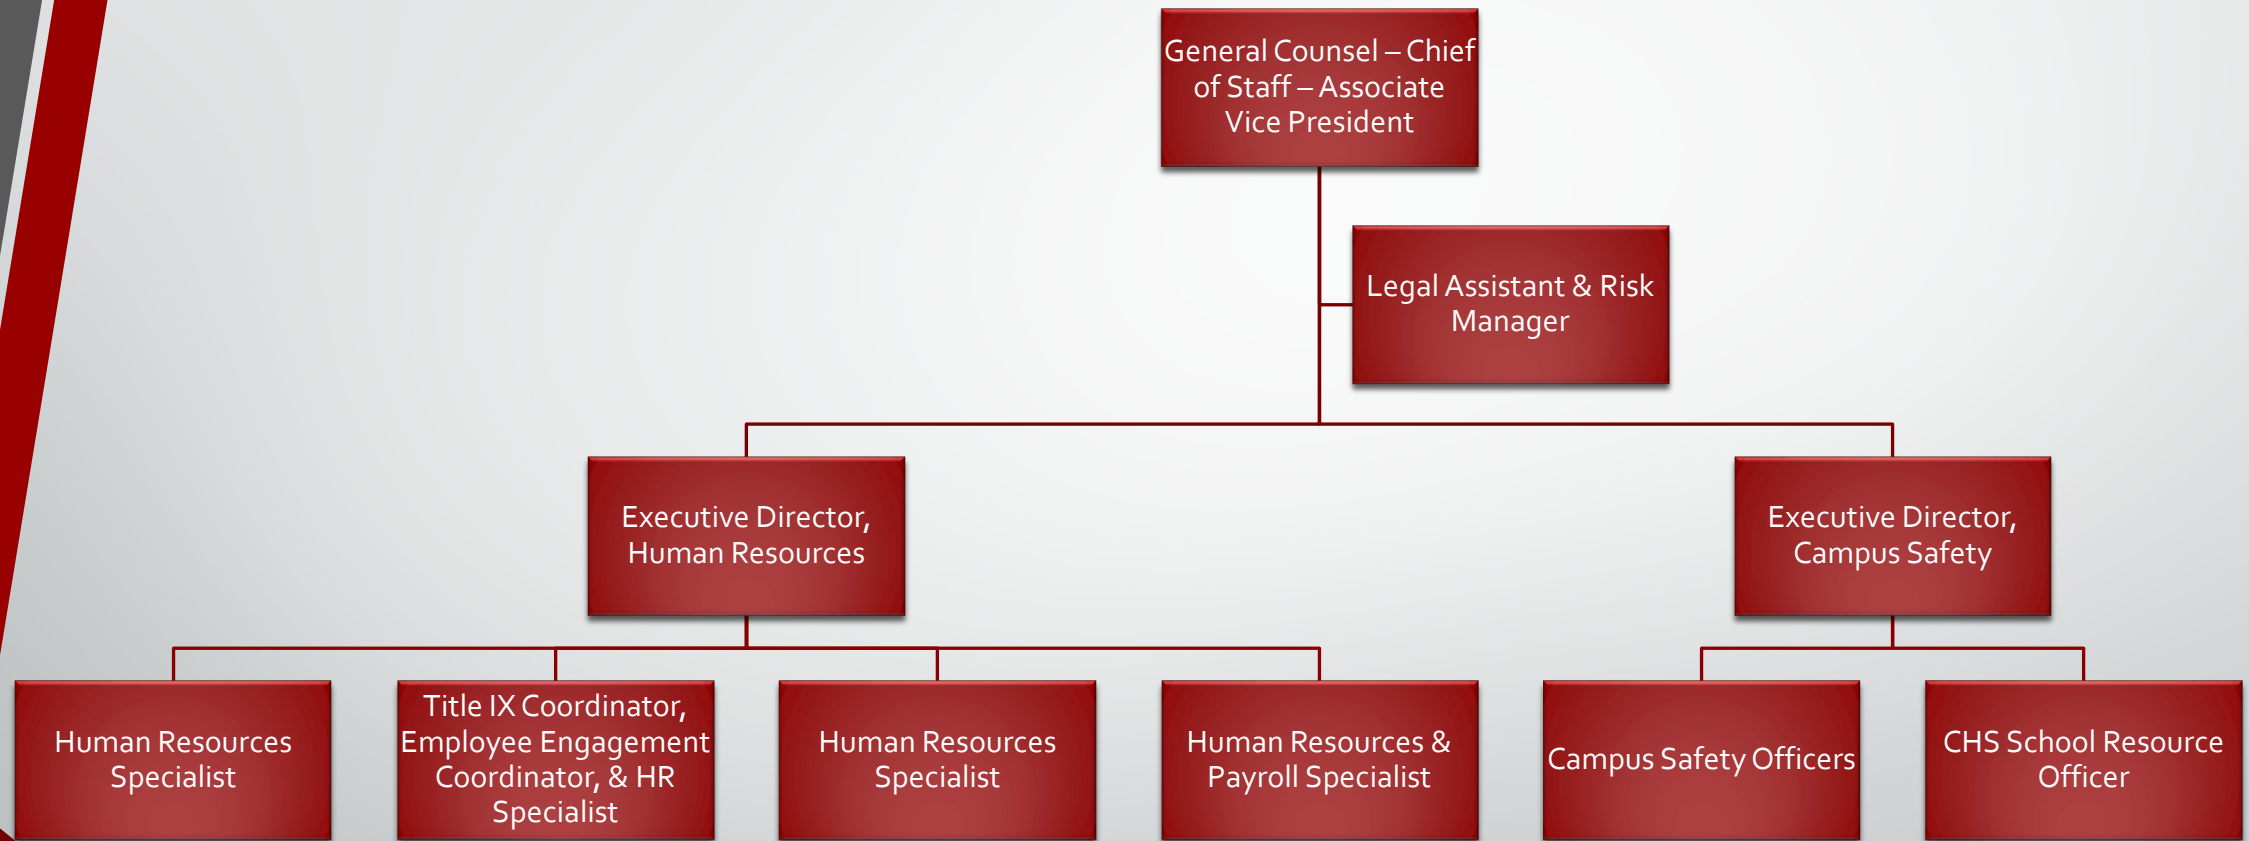 General Counsel – Chief
of Staff – Associate
Vice President
Legal Assistant & Risk
Manager
Executive Director,
Human Resources
Executive Director,
Campus Safety
Human Resources
Specialist
Title IX Coordinator,
Employee Engagement
Coordinator, & HR
Specialist
Human Resources
Specialist
Human Resources &
Payroll Specialist
Campus Safety Officers
CHS School Resource
Officer